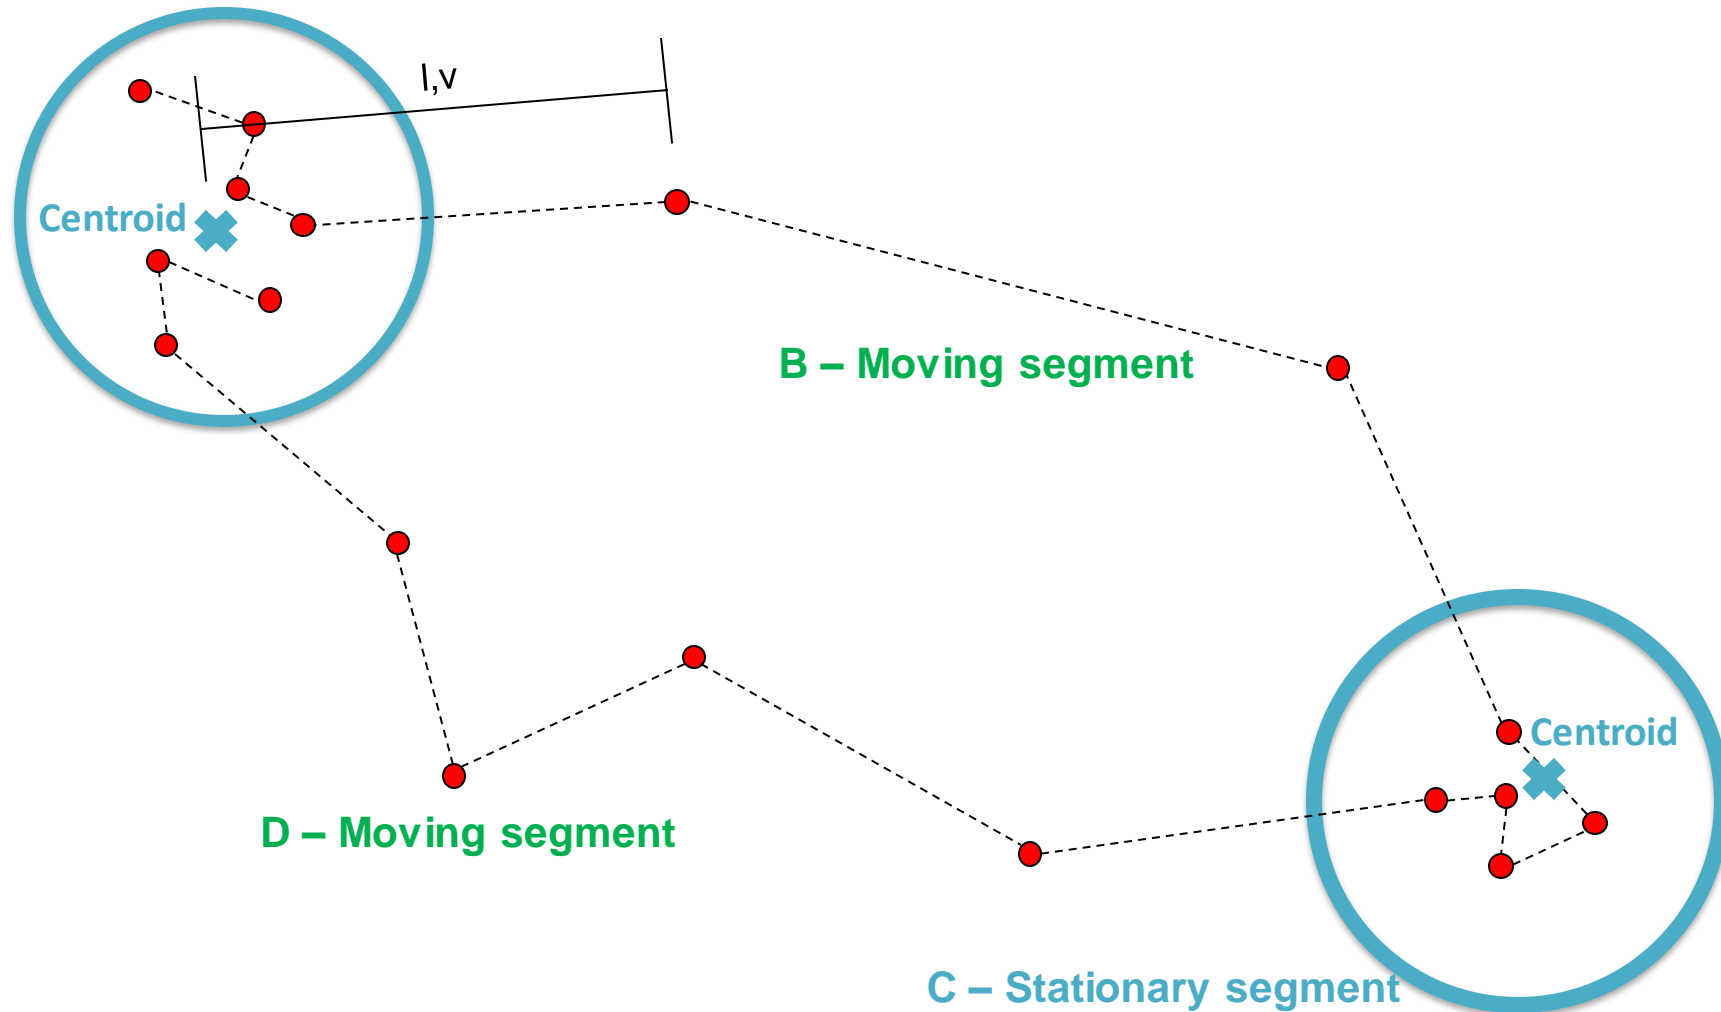 l,v
Centroid
B – Moving segment
Centroid
D – Moving segment
C – Stationary segment